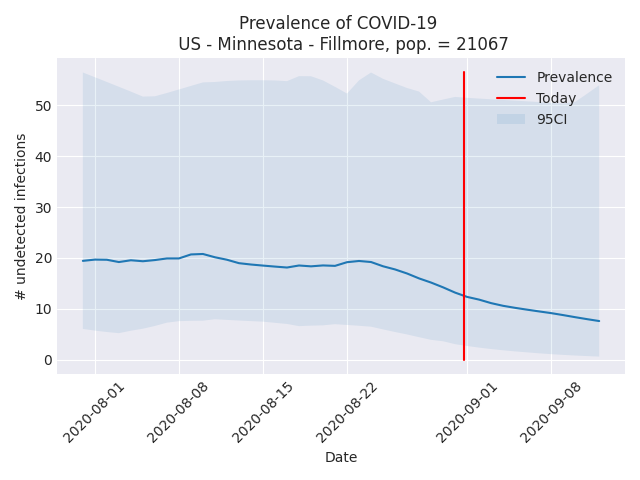 Prevalence of COVID-19
US - Minnesota - Fillmore, pop. = 21067
Prevalence
Today
95CI
# undetected infections
50
40
30
20
10
0
2020-08-01
2020-08-08
2020-08-15
2020-08-22
2020-09-01
2020-09-08
Date